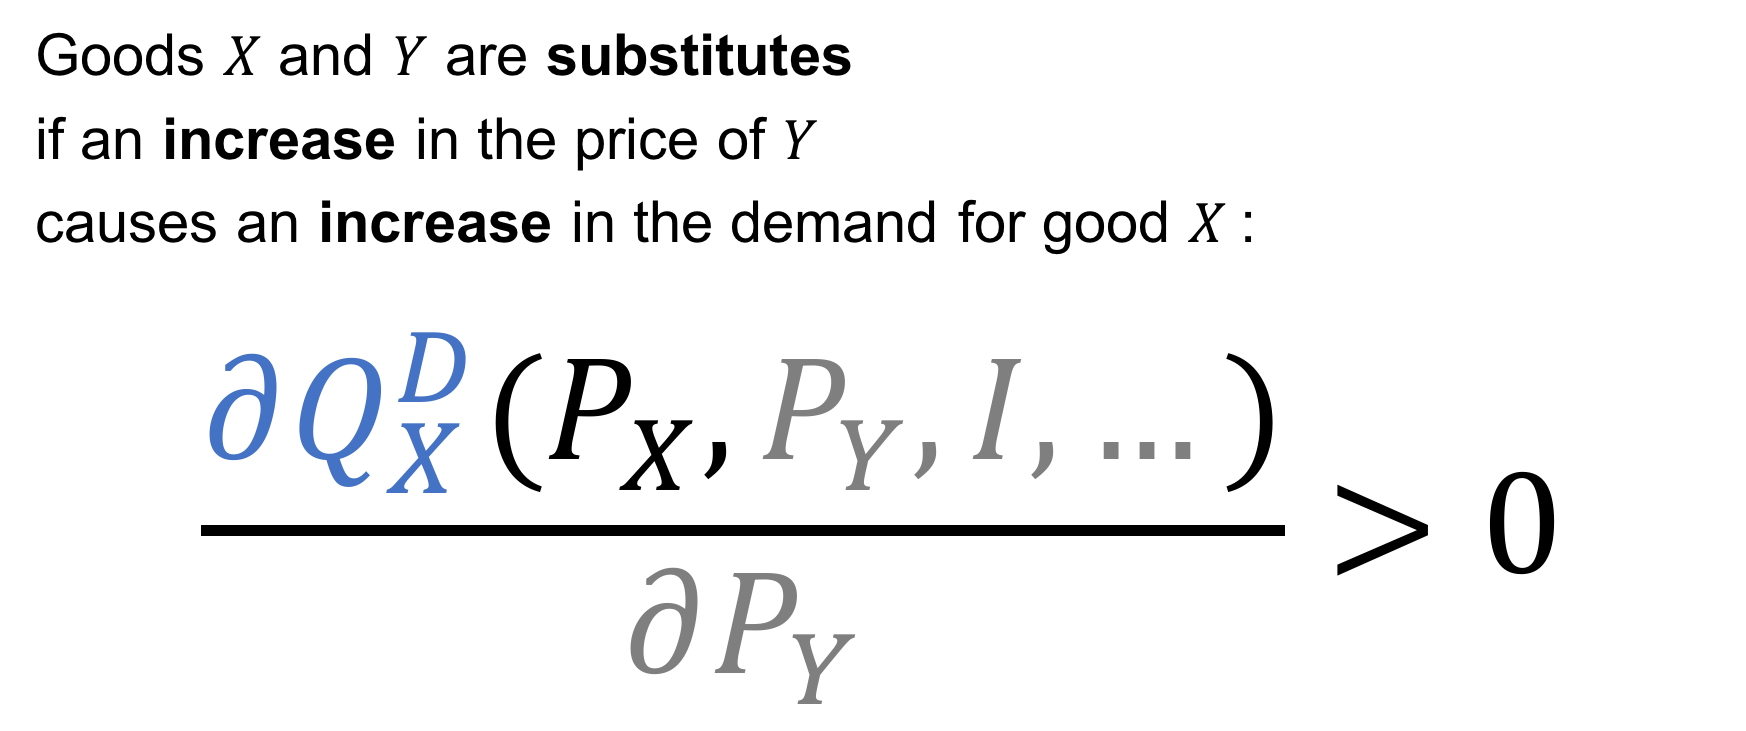 Goods X and Y are substitutes
if an increase in the price of Y
causes an increase in the demand for good X :
∂Q_X^D(P_X, P_Y, I, ...)
∂P_Y
> 0